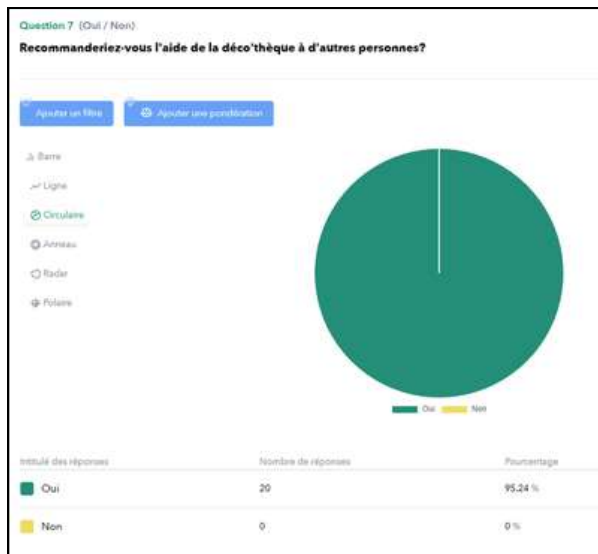 Question 7 (Oui / Non)
Recommanderiez-vous l'aide de la déco'thèque à d'autres personnes?
Ajouter un filtre
Ajouter une pondération
Barre
Ligne
Circulaire
Anneau
Radar
Polaire
Oui Non
Intitulé des réponses Nombre de réponses Pourcentage
Oui 20 95.24 %
Non 0 0 %